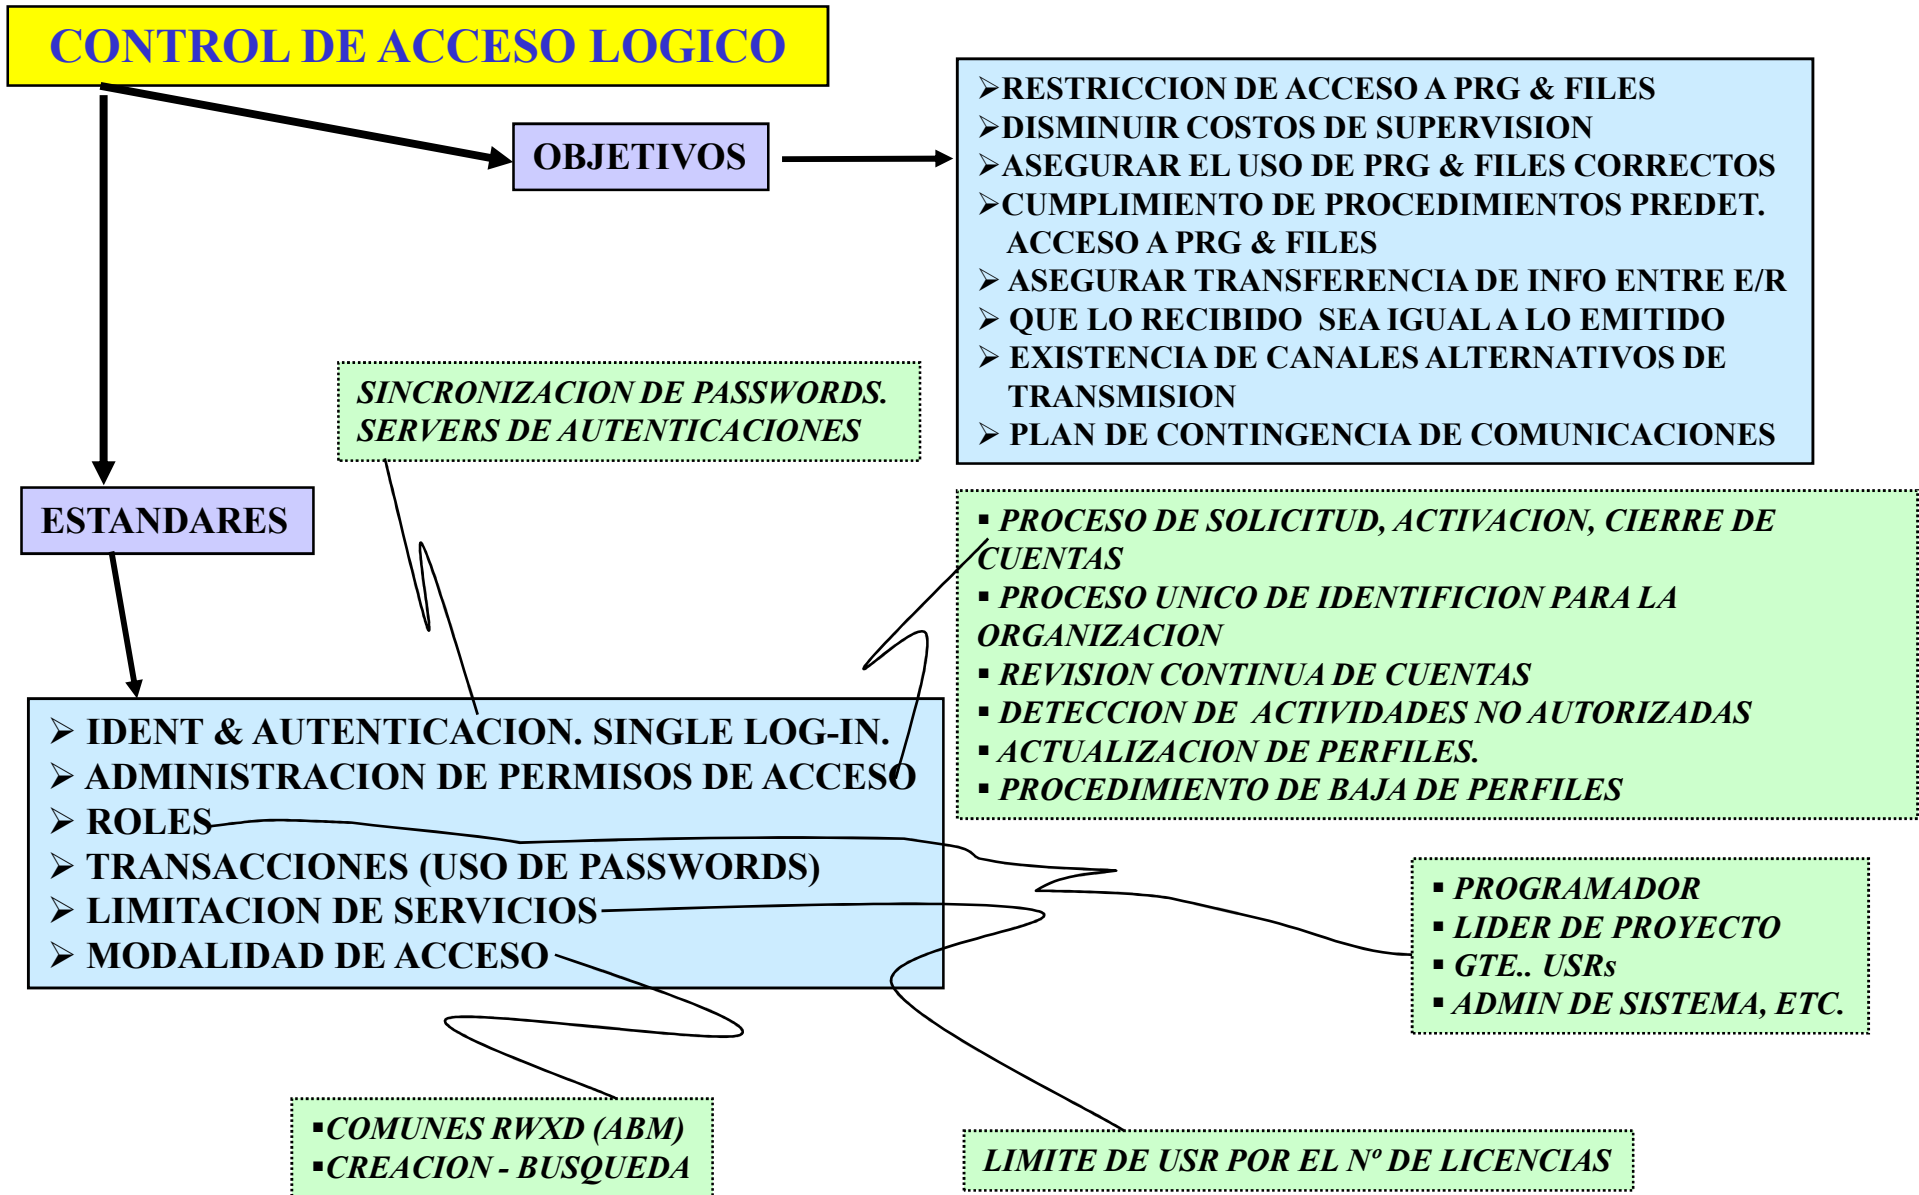 CONTROL DE ACCESO LOGICO
OBJETIVOS
➢RESTRICCION DE ACCESO A PRG & FILES
➢DISMINUIR COSTOS DE SUPERVISION
➢ASEGURAR EL USO DE PRG & FILES CORRECTOS
➢CUMPLIMIENTO DE PROCEDIMIENTOS PREDET.
ACCESO A PRG & FILES
➢ ASEGURAR TRANSFERENCIA DE INFO ENTRE E/R
➢ QUE LO RECIBIDO SEA IGUAL A LO EMITIDO
➢ EXISTENCIA DE CANALES ALTERNATIVOS DE
TRANSMISION
➢ PLAN DE CONTINGENCIA DE COMUNICACIONES
SINCRONIZACION DE PASSWORDS.
SERVERS DE AUTENTICACIONES
ESTANDARES
▪ PROCESO DE SOLICITUD, ACTIVACION, CIERRE DE
CUENTAS
▪ PROCESO UNICO DE IDENTIFICION PARA LA
ORGANIZACION
▪ REVISION CONTINUA DE CUENTAS
▪ DETECCION DE ACTIVIDADES NO AUTORIZADAS
▪ ACTUALIZACION DE PERFILES.
▪ PROCEDIMIENTO DE BAJA DE PERFILES
➢ IDENT & AUTENTICACION. SINGLE LOG-IN.
➢ ADMINISTRACION DE PERMISOS DE ACCESO
➢ ROLES
➢ TRANSACCIONES (USO DE PASSWORDS)
➢ LIMITACION DE SERVICIOS
➢ MODALIDAD DE ACCESO
▪ PROGRAMADOR
▪ LIDER DE PROYECTO
▪ GTE.. USRs
▪ ADMIN DE SISTEMA, ETC.
▪COMUNES RWXD (ABM)
▪CREACION - BUSQUEDA
LIMITE DE USR POR EL Nº DE LICENCIAS